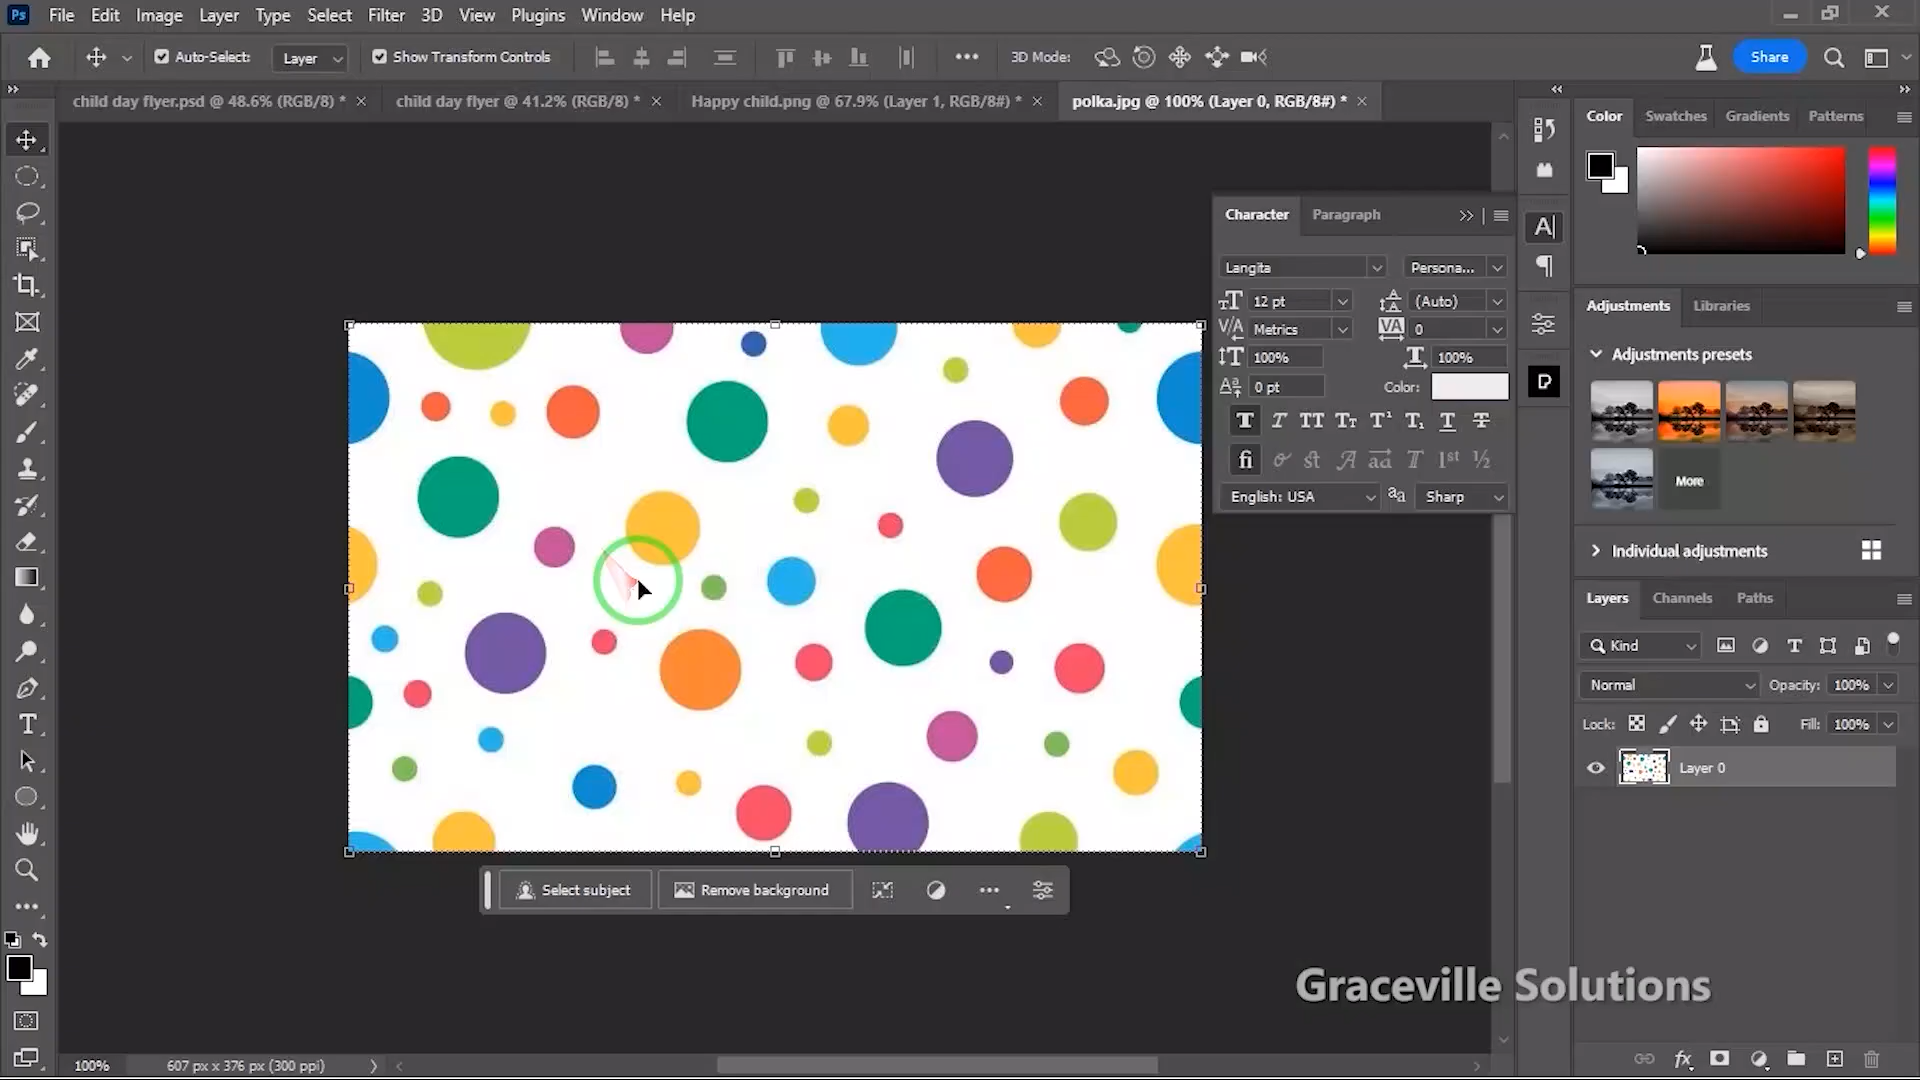 Ps File Edit Image Layer Type Select Filter 3D View Plugins Window Help
Auto-Select: Layer Show Transform Controls 3D Mode: Share
child day flyer.psd @ 48.6% (RGB/8) * child day flyer @ 41.2% (RGB/8) * Happy child.png @ 67.9% (Layer 1, RGB/8#) * polka.jpg @ 100% (Layer 0, RGB/8#) *
Color Swatches Gradients Patterns
Character Paragraph
Langita Persona...
12 pt (Auto)
Metrics 0
100% 100%
0 pt Color:
English: USA Sharp
Adjustments Libraries
Adjustments presets
More
Individual adjustments
Layers Channels Paths
Kind
Normal Opacity: 100%
Lock: Fill: 100%
Layer 0
Select subject Remove background
Graceville Solutions
100% 607 px x 376 px (300 ppi)